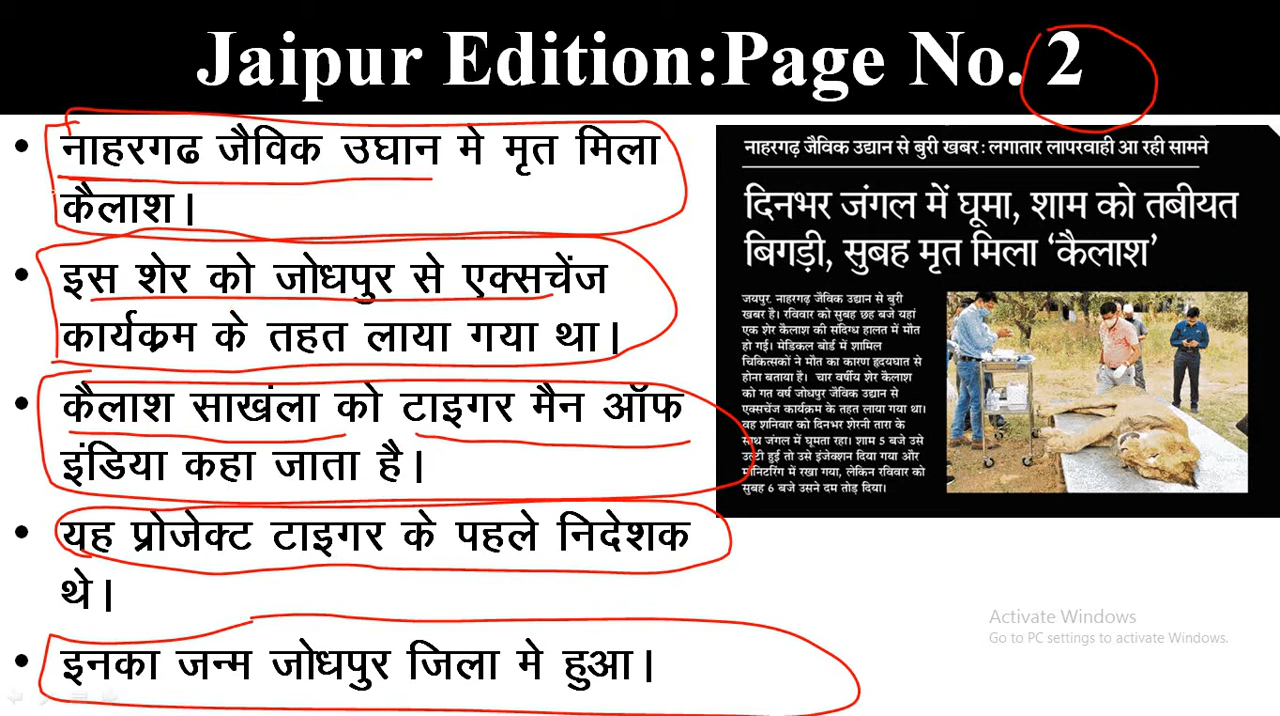 Jaipur Edition:Page No. 2
• नाहरगढ जैविक उघान मे मृत मिला
कैलाश।
• इस शेर को जोधपुर से एक्सचेंज
कार्यक्रम के तहत लाया गया था।
• कैलाश साखंला को टाइगर मैन ऑफ
इंडिया कहा जाता है।
• यह प्रोजेक्ट टाइगर के पहले निदेशक
थे।
• इनका जन्म जोधपुर जिला मे हुआ।
नाहरगढ़ जैविक उद्यान से बुरी खबर : लगातार लापरवाही आ रही सामने
दिनभर जंगल में घूमा, शाम को तबीयत
बिगड़ी, सुबह मृत मिला ‘कैलाश’
जयपुर. नाहरगढ़ जैविक उद्यान से बुरी
खबर है। रविवार को सुबह छह बजे यहां
एक शेर कैलाश की संदिग्ध हालत में मौत
हो गई। मेडिकल बोर्ड में शामिल
चिकित्सकों ने मौत का कारण हृदयघात से
होना बताया है। चार वर्षीय शेर कैलाश
को गत वर्ष जोधपुर जैविक उद्यान से
एक्सचेंज कार्यक्रम के तहत लाया गया था।
वह शनिवार को दिनभर शेरनी तारा के
साथ जंगल में घूमता रहा। शाम 5 बजे उसे
उल्टी हुई तो उसे इंजेक्शन दिया गया और
मॉनिटरिंग में रखा गया, लेकिन रविवार को
सुबह 6 बजे उसने दम तोड़ दिया।
Activate Windows
Go to PC settings to activate Windows.